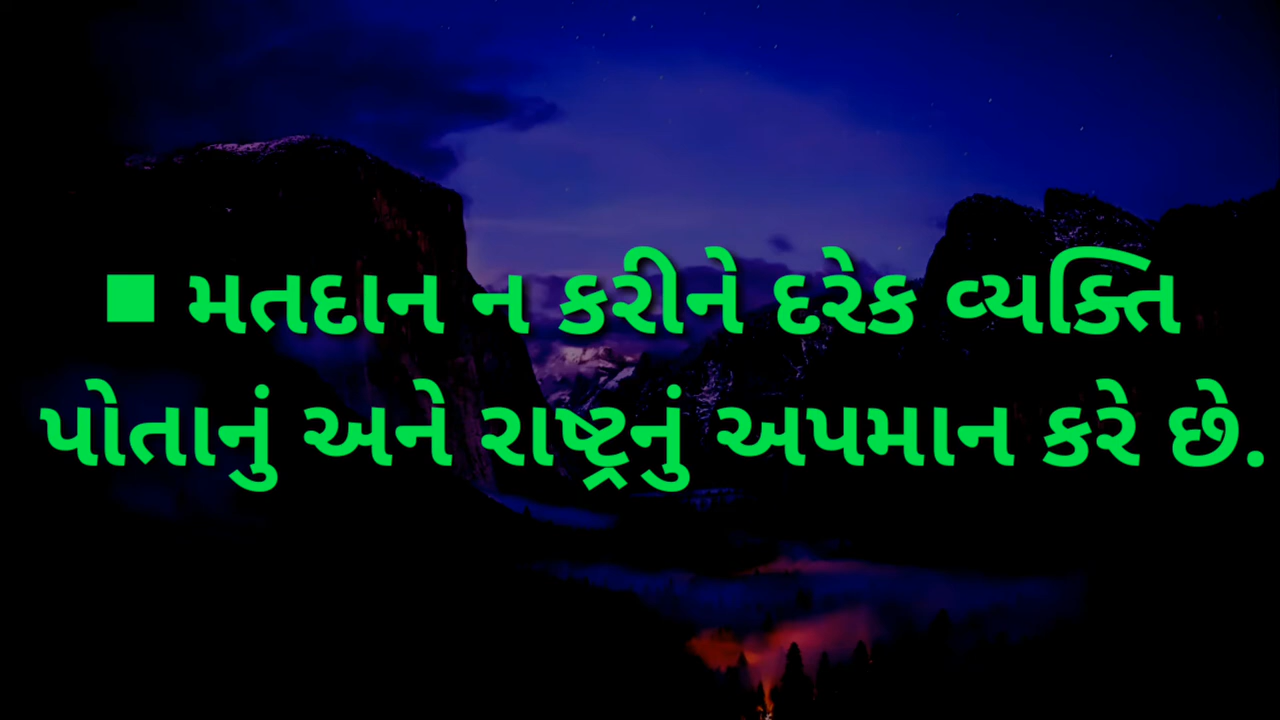 ■ મતદાન ન કરીને દરેક વ્યક્તિ
પોતાનું અને રાષ્ટ્રનું અપમાન કરે છે.